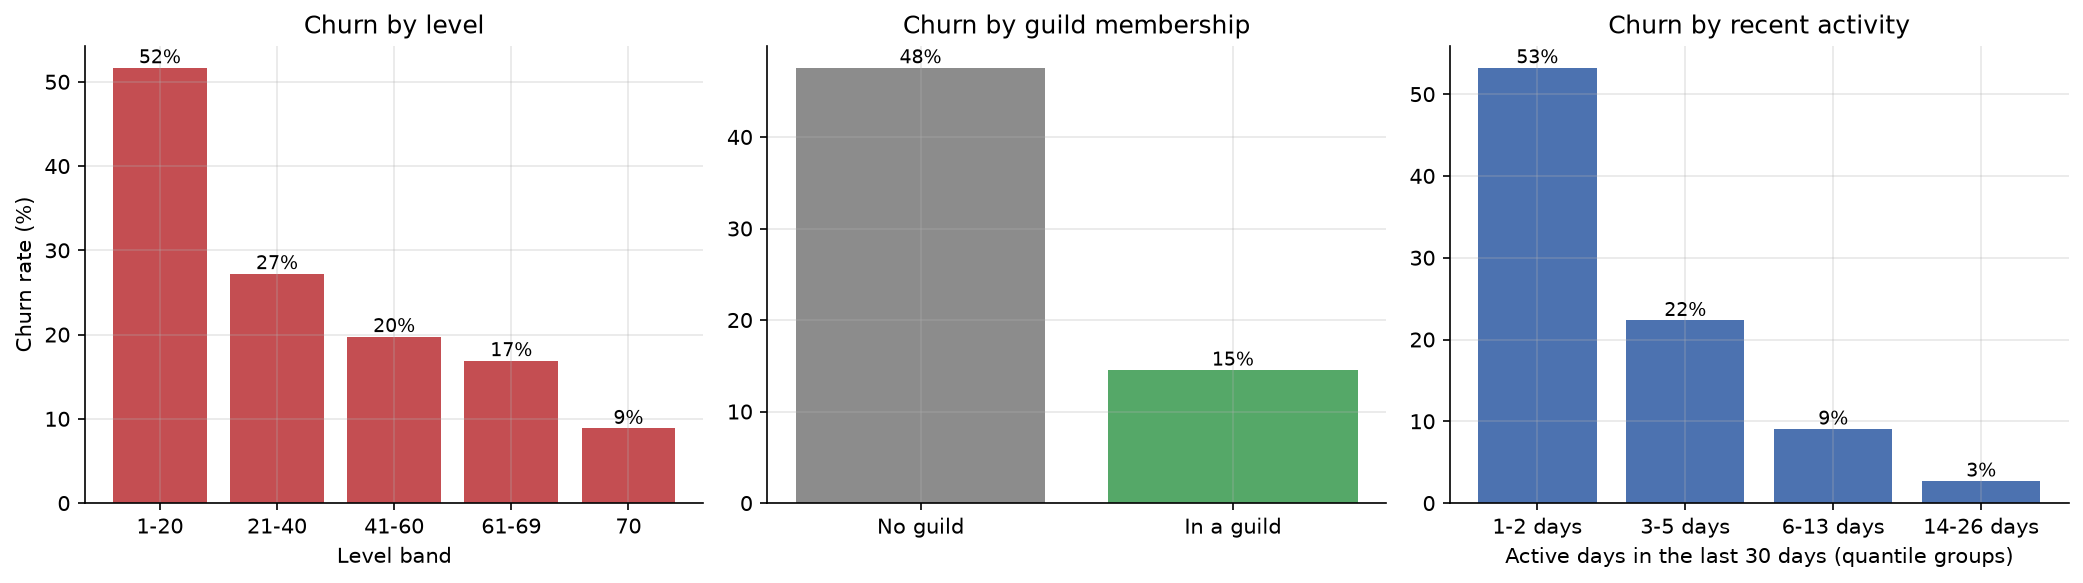 Churn by level
Churn rate (%)
50
40
30
20
10
0
52%
27%
20%
17%
9%
1-20
21-40
41-60
61-69
70
Level band
Churn by guild membership
40
30
20
10
0
48%
15%
No guild
In a guild
Churn by recent activity
50
40
30
20
10
0
53%
22%
9%
3%
1-2 days
3-5 days
6-13 days
14-26 days
Active days in the last 30 days (quantile groups)